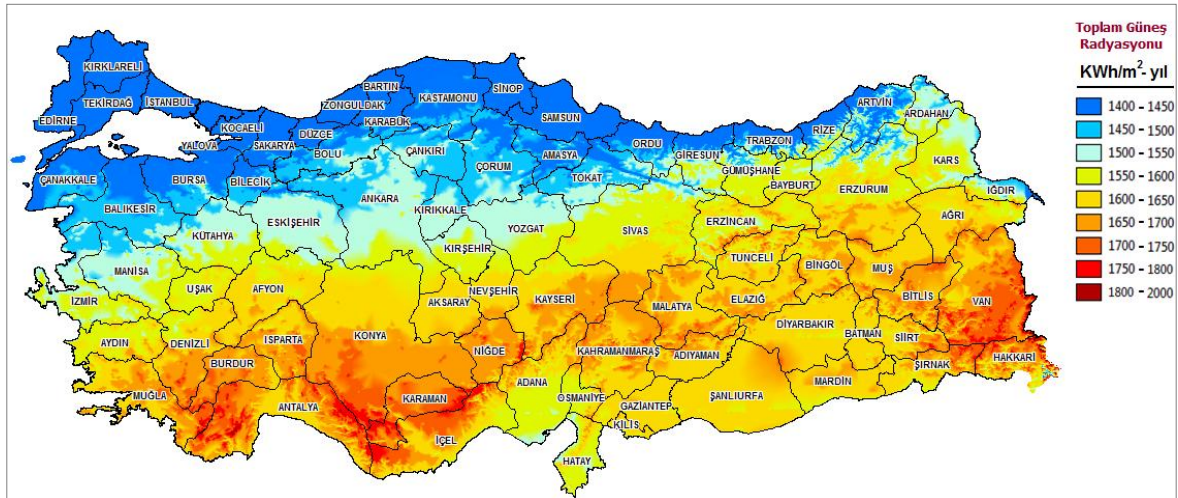 Toplam Güneş
Radyasyonu
KWh/m²- yıl
1400 - 1450
1450 - 1500
1500 - 1550
1550 - 1600
1600 - 1650
1650 - 1700
1700 - 1750
1750 - 1800
1800 - 2000
KIRKLARELİ
TEKİRDAĞ
İSTANBUL
EDİRNE
KOCAELİ
YALOVA
SAKARYA
DÜZCE
BOLU
ZONGULDAK
BARTIN
KARABÜK
KASTAMONU
SİNOP
SAMSUN
ÇANKIRI
ÇORUM
AMASYA
TOKAT
ORDU
GİRESUN
TRABZON
RİZE
ARTVİN
ARDAHAN
KARS
GÜMÜŞHANE
BAYBURT
ERZURUM
IĞDIR
AĞRI
ÇANAKKALE
BURSA
BİLECİK
BALIKESİR
KÜTAHYA
ESKİŞEHİR
ANKARA
KIRIKKALE
KIRŞEHİR
YOZGAT
SİVAS
ERZİNCAN
TUNCELİ
BİNGÖL
MUŞ
MANİSA
İZMİR
UŞAK
AFYON
AKSARAY
NEVŞEHİR
KAYSERİ
MALATYA
ELAZIĞ
BİTLİS
VAN
AYDIN
DENİZLİ
ISPARTA
BURDUR
KONYA
NİĞDE
KAHRAMANMARAŞ
ADIYAMAN
DİYARBAKIR
BATMAN
SİİRT
ŞIRNAK
HAKKARİ
MUĞLA
ANTALYA
KARAMAN
İÇEL
ADANA
OSMANİYE
GAZİANTEP
KİLİS
ŞANLIURFA
MARDİN
HATAY